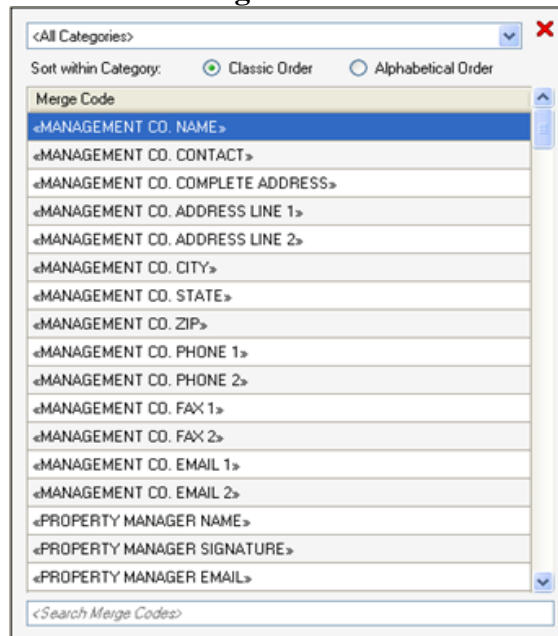 <All Categories>
Sort within Category: Classic Order Alphabetical Order
Merge Code
«MANAGEMENT CO. NAME»
«MANAGEMENT CO. CONTACT»
«MANAGEMENT CO. COMPLETE ADDRESS»
«MANAGEMENT CO. ADDRESS LINE 1»
«MANAGEMENT CO. ADDRESS LINE 2»
«MANAGEMENT CO. CITY»
«MANAGEMENT CO. STATE»
«MANAGEMENT CO. ZIP»
«MANAGEMENT CO. PHONE 1»
«MANAGEMENT CO. PHONE 2»
«MANAGEMENT CO. FAX 1»
«MANAGEMENT CO. FAX 2»
«MANAGEMENT CO. EMAIL 1»
«MANAGEMENT CO. EMAIL 2»
«PROPERTY MANAGER NAME»
«PROPERTY MANAGER SIGNATURE»
«PROPERTY MANAGER EMAIL»
<Search Merge Codes>